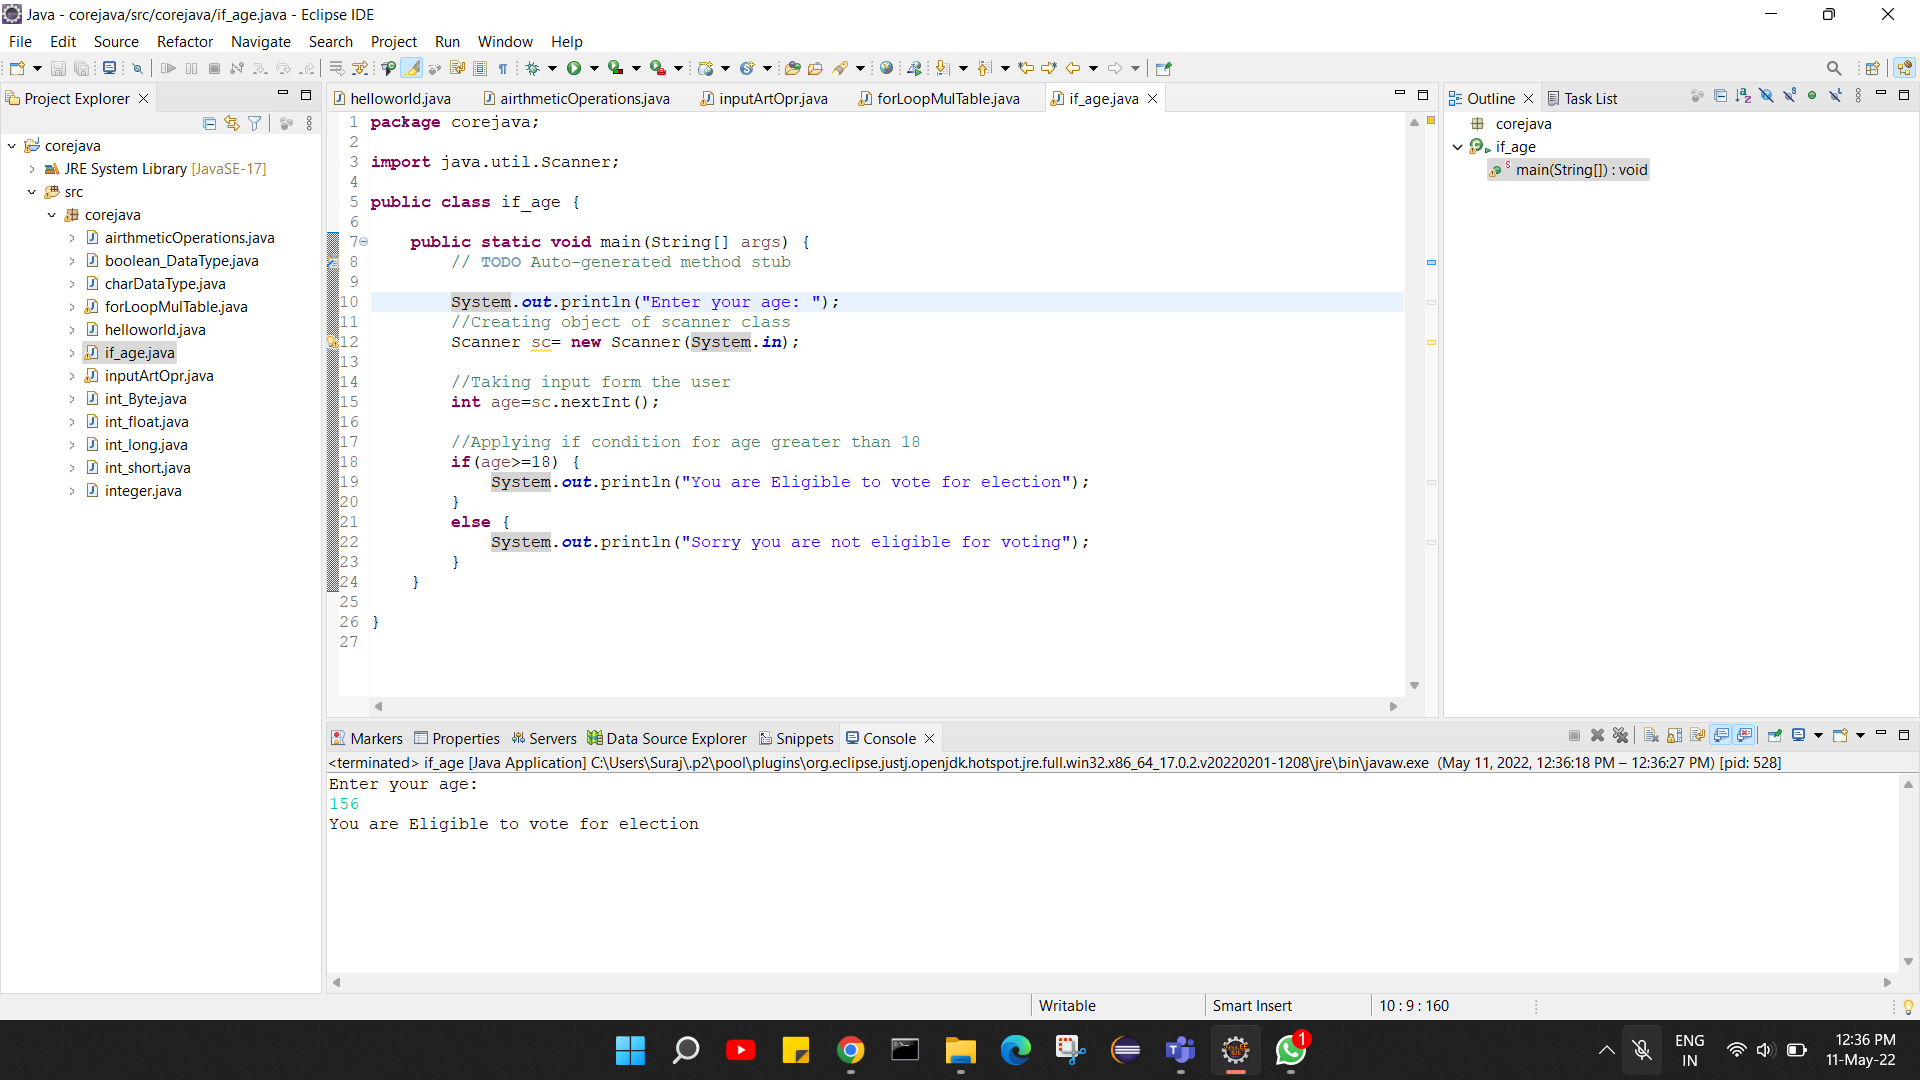 Java - corejava/src/corejava/if_age.java - Eclipse IDE
File Edit Source Refactor Navigate Search Project Run Window Help
Project Explorer
corejava
JRE System Library [JavaSE-17]
src
corejava
airthmeticOperations.java
boolean_DataType.java
charDataType.java
forLoopMulTable.java
helloworld.java
if_age.java
inputArtOpr.java
int_Byte.java
int_float.java
int_long.java
int_short.java
integer.java
helloworld.java airthmeticOperations.java inputArtOpr.java forLoopMulTable.java if_age.java
1 package corejava;
2
3 import java.util.Scanner;
4
5 public class if_age {
6
7 public static void main(String[] args) {
8 // TODO Auto-generated method stub
9
10 System.out.println("Enter your age: ");
11 //Creating object of scanner class
12 Scanner sc= new Scanner(System.in);
13
14 //Taking input form the user
15 int age=sc.nextInt();
16
17 //Applying if condition for age greater than 18
18 if(age>=18) {
19 System.out.println("You are Eligible to vote for election");
20 }
21 else {
22 System.out.println("Sorry you are not eligible for voting");
23 }
24 }
25
26 }
27
Outline Task List
corejava
if_age
main(String[]) : void
Markers Properties Servers Data Source Explorer Snippets Console
<terminated> if_age [Java Application] C:\Users\Suraj\.p2\pool\plugins\org.eclipse.justj.openjdk.hotspot.jre.full.win32.x86_64_17.0.2.v20220201-1208\jre\bin\javaw.exe (May 11, 2022, 12:36:18 PM – 12:36:27 PM) [pid: 528]
Enter your age:
156
You are Eligible to vote for election
Writable Smart Insert 10 : 9 : 160
1
ENG
IN
12:36 PM
11-May-22